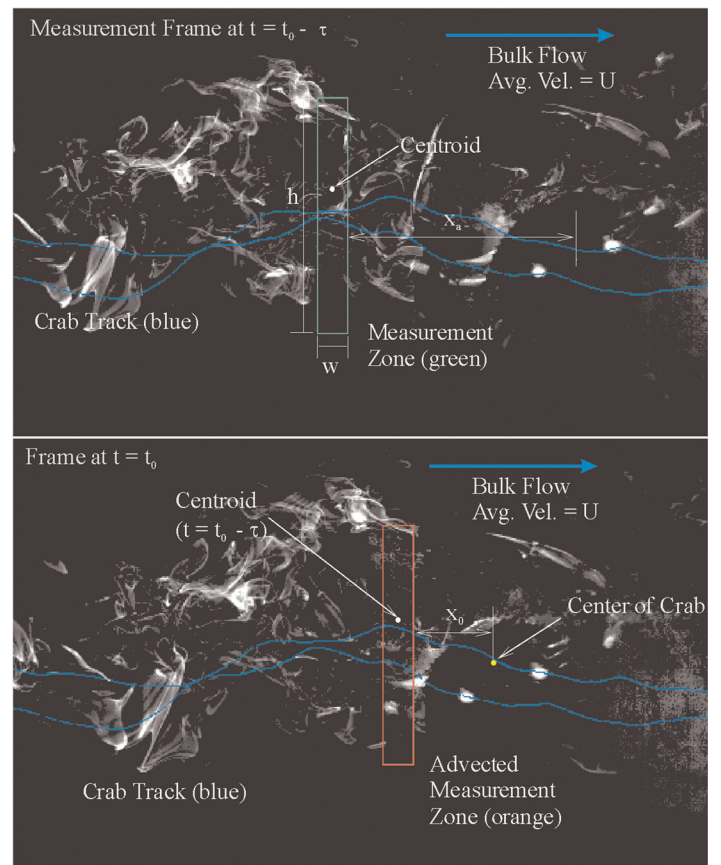 Measurement Frame at t = t₀ - τ
Bulk Flow
Avg. Vel. = U
Centroid
h
xₐ
Crab Track (blue)
Measurement
Zone (green)
w
Frame at t = t₀
Bulk Flow
Avg. Vel. = U
Centroid
(t = t₀ - τ)
x₀
Center of Crab
Crab Track (blue)
Advected
Measurement
Zone (orange)